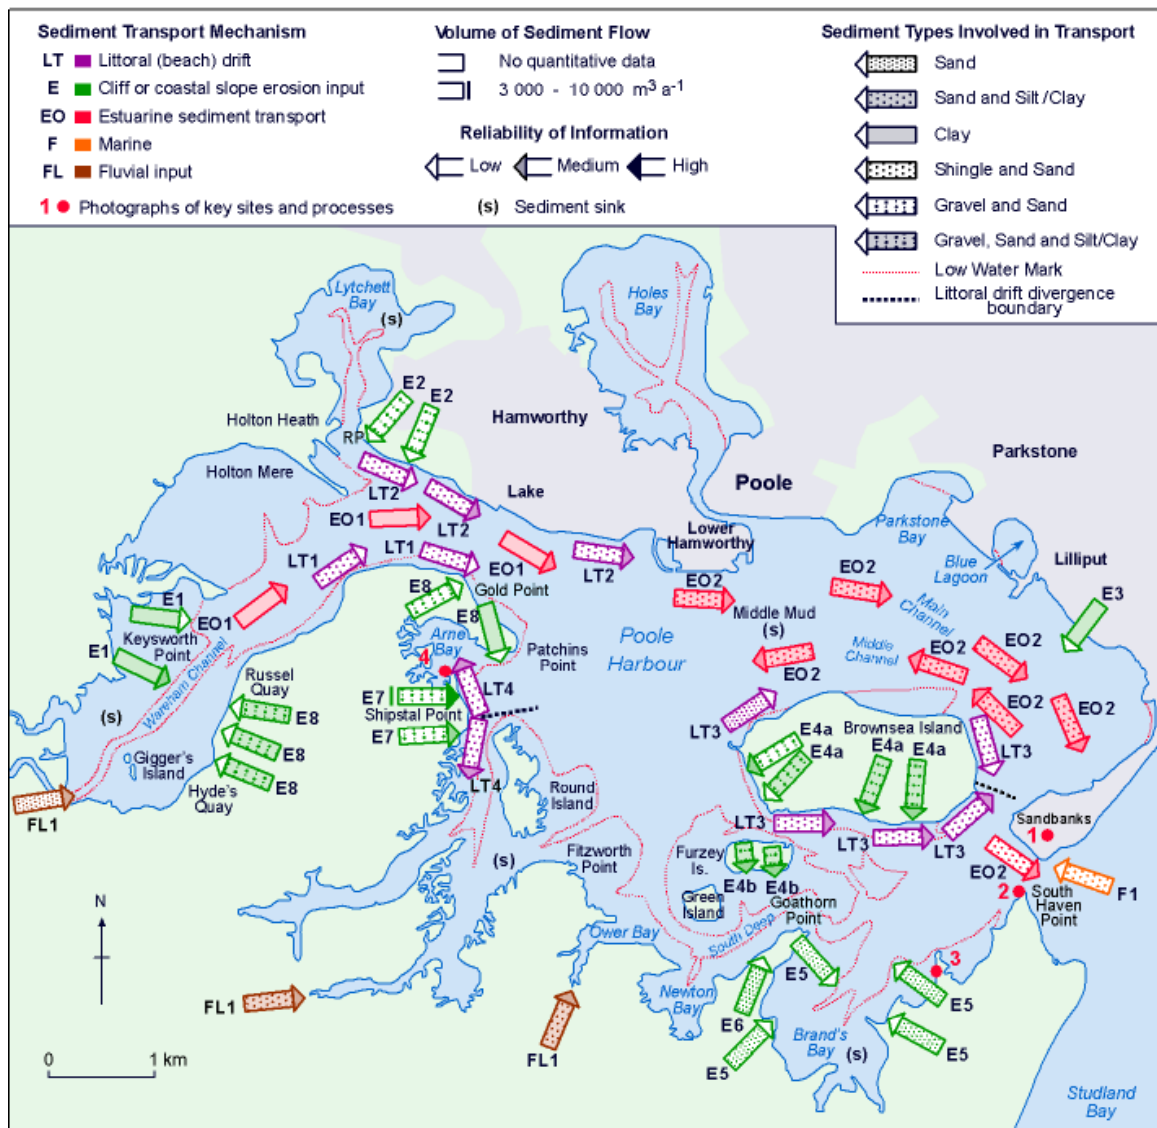 Sediment Transport Mechanism
LT Littoral (beach) drift
E Cliff or coastal slope erosion input
EO Estuarine sediment transport
F Marine
FL Fluvial input
1 Photographs of key sites and processes
Volume of Sediment Flow
No quantitative data
3 000 - 10 000 m³ a⁻¹
Reliability of Information
Low Medium High
(s) Sediment sink
Sediment Types Involved in Transport
Sand
Sand and Silt/Clay
Clay
Shingle and Sand
Gravel and Sand
Gravel, Sand and Silt/Clay
Low Water Mark
Littoral drift divergence
boundary
Lytchett
Bay
(s)
Holes
Bay
E2
E2
Holton Heath
RP
Hamworthy
Parkstone
Holton Mere
Poole
LT2
Lake
EO1
LT2
Lower
Hamworthy
Parkstone
Bay
Blue
Lagoon
Lilliput
LT1
LT1
EO1
LT2
EO2
EO2
E3
E1
EO1
E8
Gold Point
Middle Mud
(s)
Main
Channel
Keysworth
Point
E1
E8
Arne
Bay
Patchins
Point
Poole
Harbour
Middle
Channel
EO2
EO2
EO2
Wareham Channel
Russel
Quay
4
LT4
E7
Shipstal Point
E7
E8
E8
E8
(s)
Gigger's
Island
Hyde's
Quay
LT3
Brownsea Island
E4a
E4a
E4a
E4a
LT3
EO2
FL1
LT4
Round
Island
LT3
LT3
LT3
Sandbanks
1
Fitzworth
Point
(s)
Furzey
Is.
E4b
E4b
Green
Island
Goathorn
Point
EO2
2
South
Haven
Point
F1
N
Ower Bay
South Deep
3
FL1
Newton
Bay
E5
E6
E5
E5
E5
Brand's
Bay
(s)
FL1
0 1 km
Studland
Bay